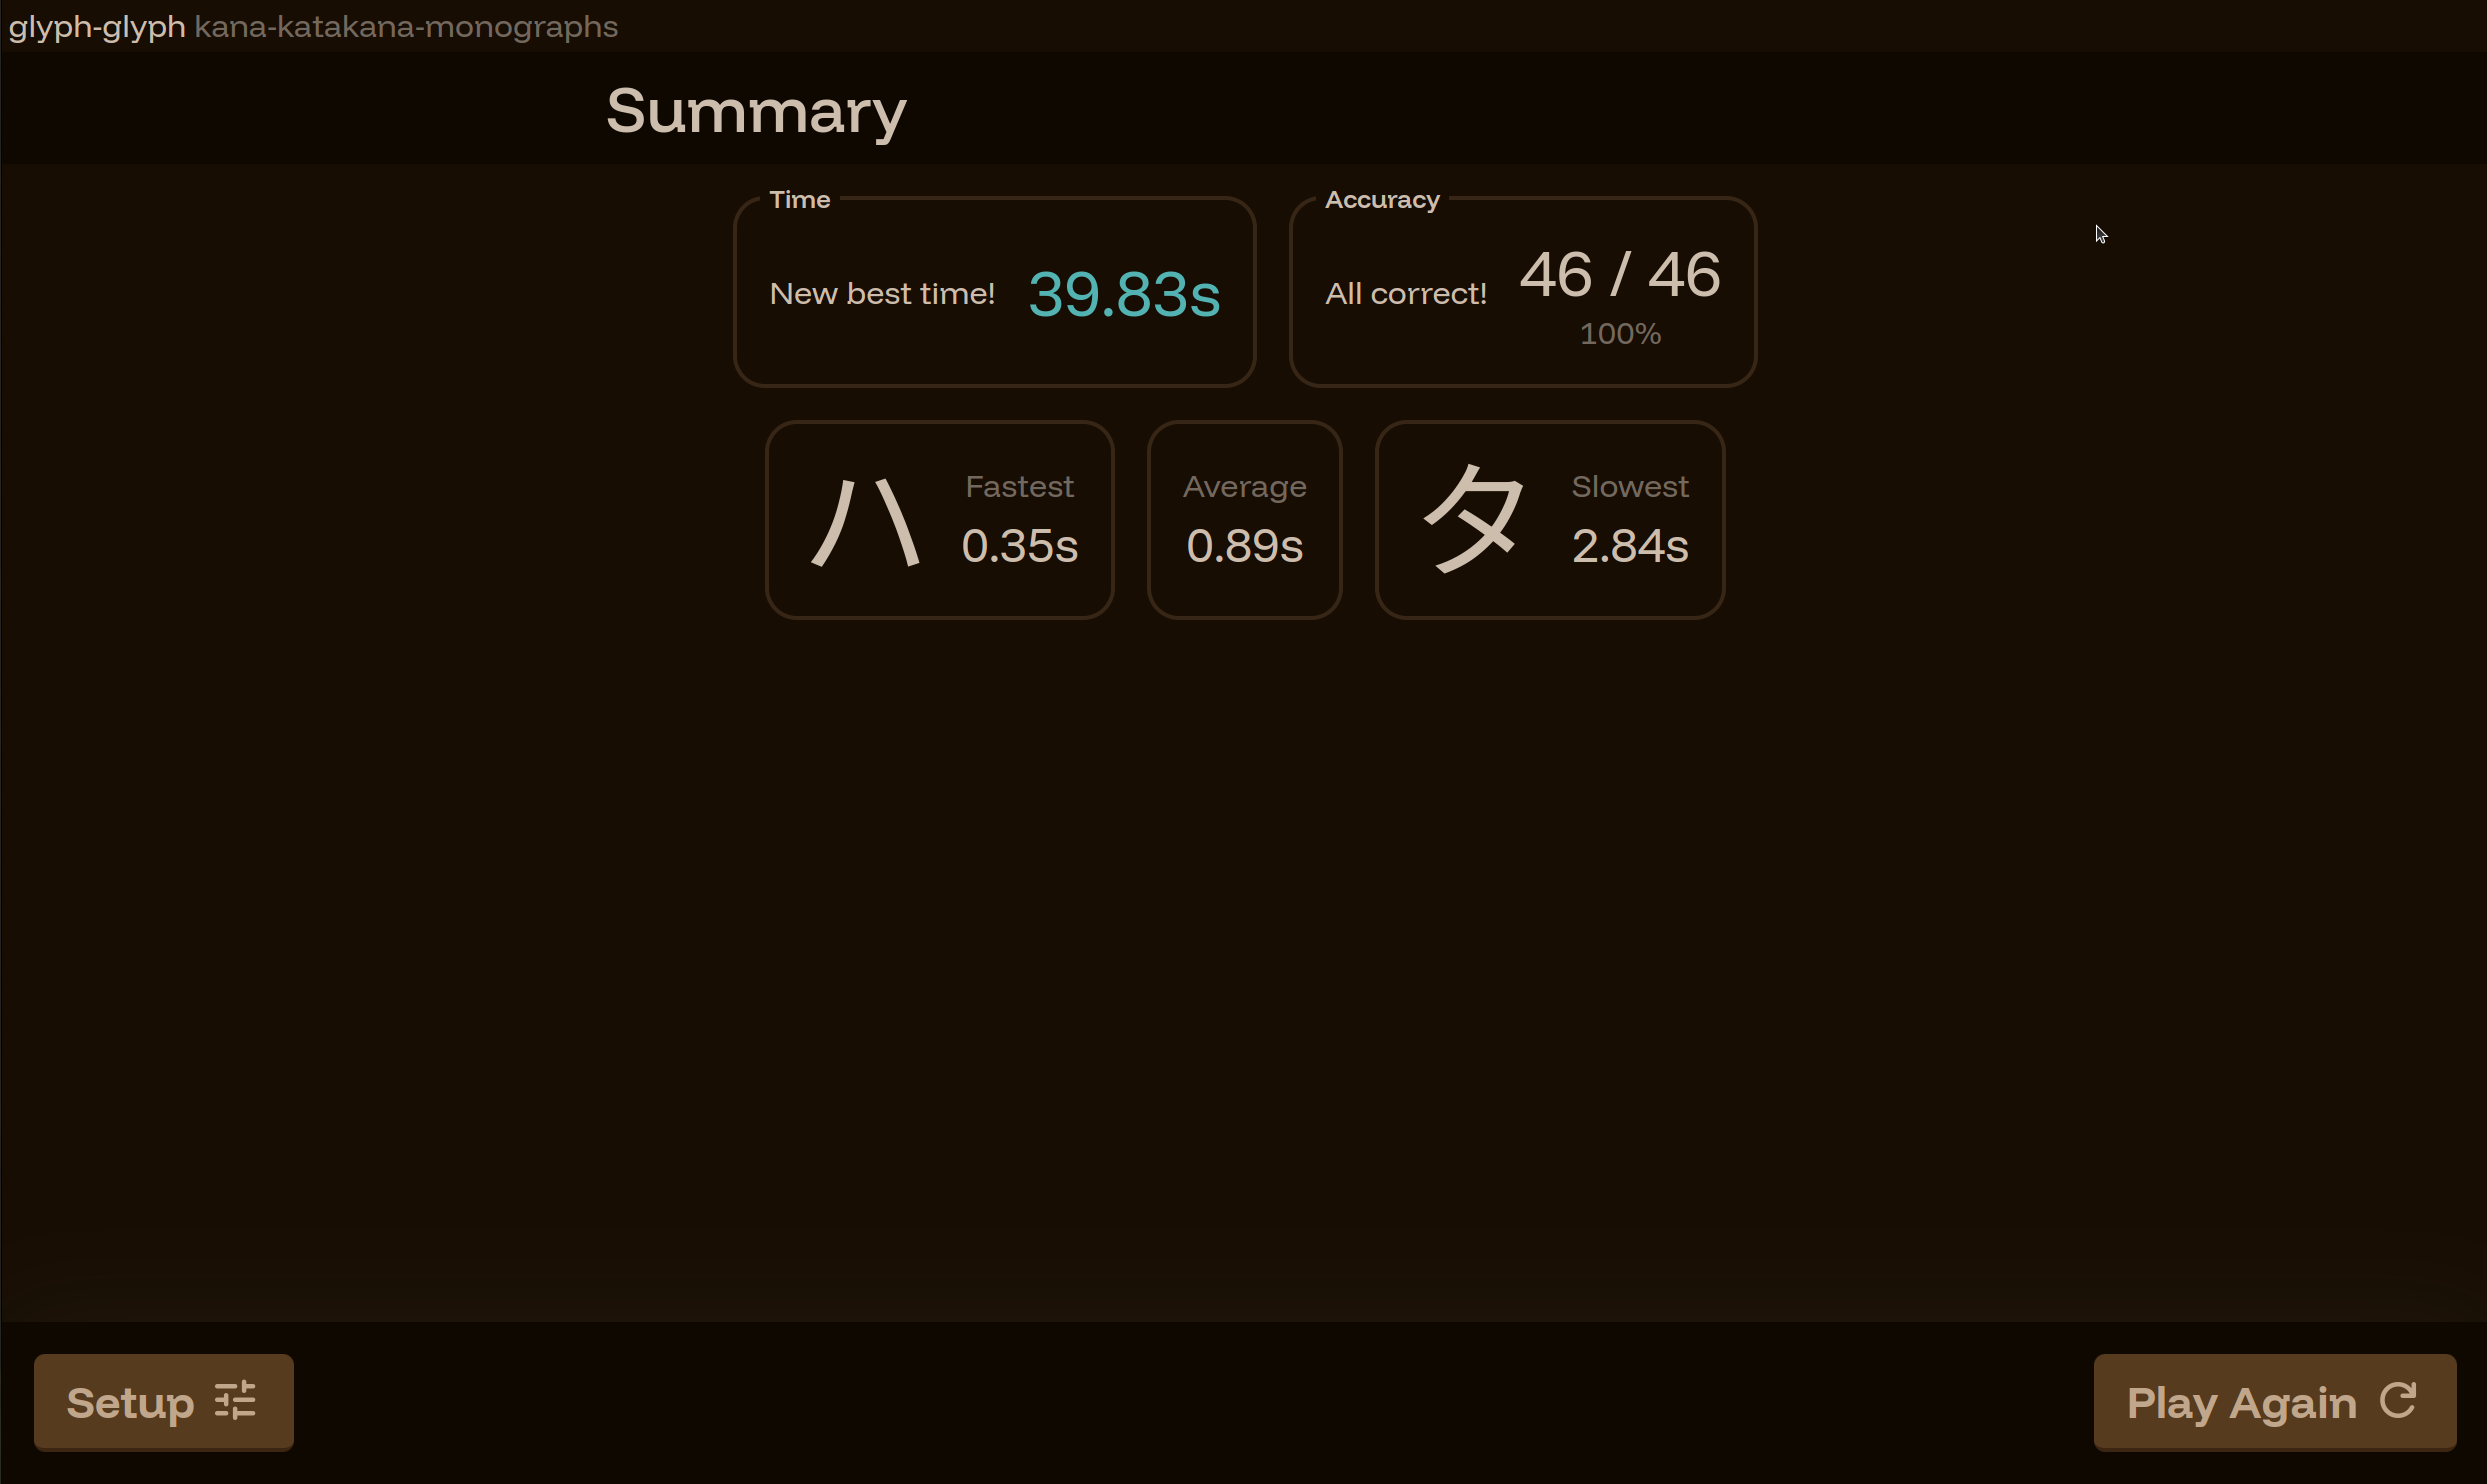 glyph-glyph kana-katakana-monographs
Summary
Time
New best time! 39.83s
Accuracy
All correct! 46 / 46
100%
ハ Fastest
0.35s
Average
0.89s
タ Slowest
2.84s
Setup
Play Again